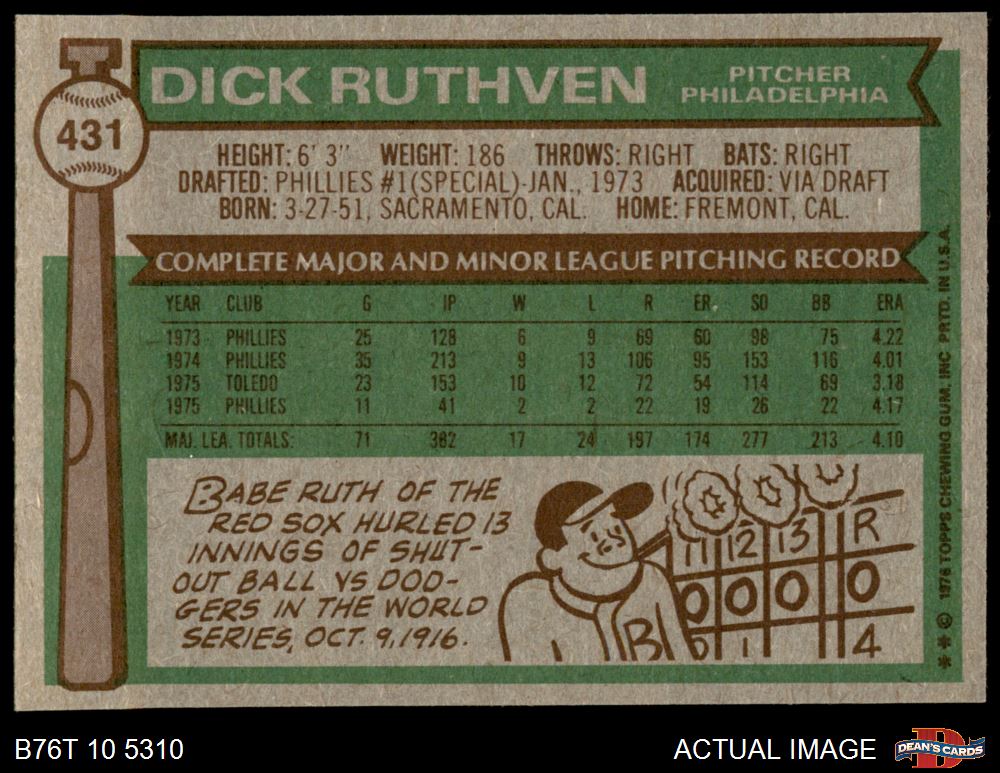 DICK RUTHVEN
PITCHER
PHILADELPHIA
431
HEIGHT: 6' 3" WEIGHT: 186 THROWS: RIGHT BATS: RIGHT
DRAFTED: PHILLIES #1(SPECIAL)-JAN., 1973 ACQUIRED: VIA DRAFT
BORN: 3-27-51, SACRAMENTO, CAL. HOME: FREMONT, CAL.
COMPLETE MAJOR AND MINOR LEAGUE PITCHING RECORD
YEAR CLUB G IP W L R ER SO BB ERA
1973 PHILLIES 25 128 6 9 69 60 98 75 4.22
1974 PHILLIES 35 213 9 13 106 95 153 116 4.01
1975 TOLEDO 23 153 10 12 72 54 114 69 3.18
1975 PHILLIES 11 41 2 2 22 19 26 22 4.17
MAJ. LEA. TOTALS: 71 382 17 24 197 174 277 213 4.10
BABE RUTH OF THE
RED SOX HURLED 13
INNINGS OF SHUT-
OUT BALL VS DOD-
GERS IN THE WORLD
SERIES, OCT. 9, 1916.
11 12 13 R
0 0 0 0
0 1 4
B
** © 1976 TOPPS CHEWING GUM, INC PRTD. IN U.S.A.
B76T 10 5310
ACTUAL IMAGE
DEAN'S CARDS